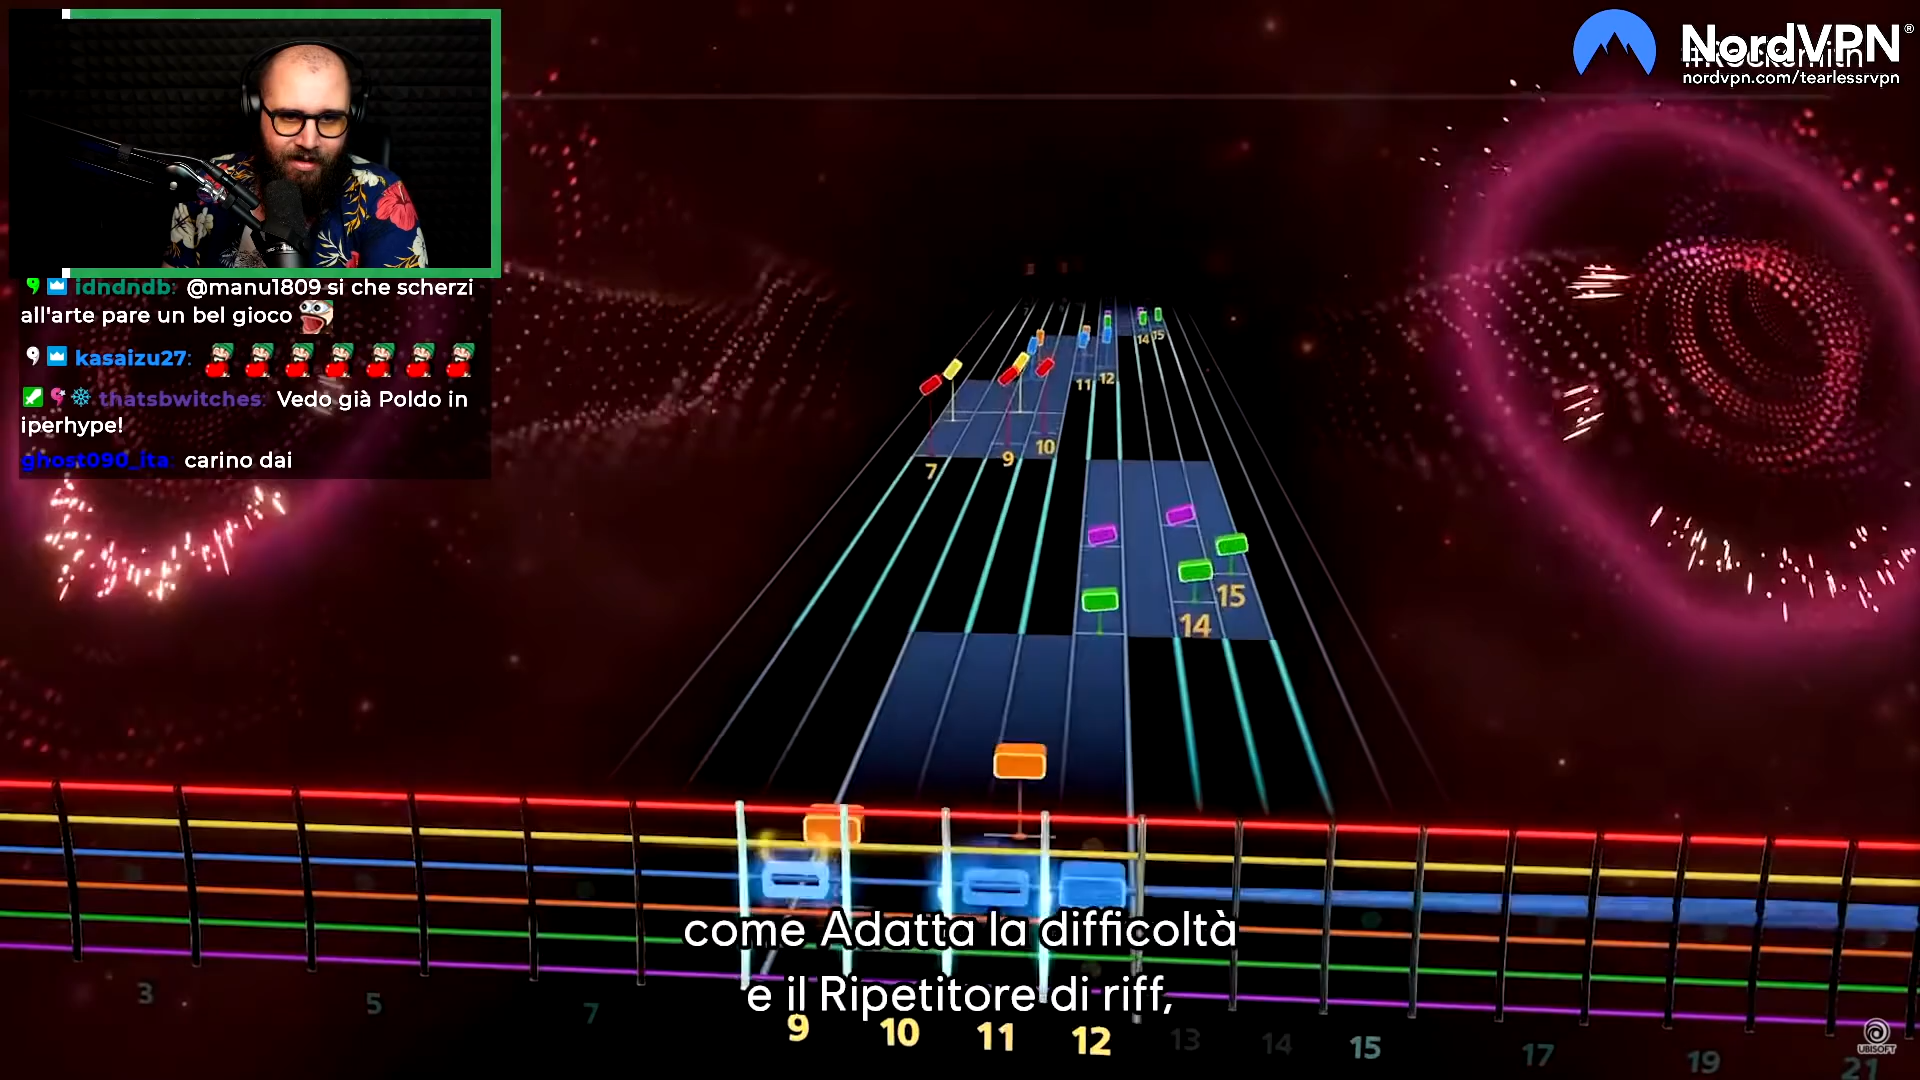 NordVPN®
#Rocksmith
nordvpn.com/tearlessrvpn
idndndb: @manu1809 si che scherzi
all'arte pare un bel gioco
kasaizu27:
thatsbwitches: Vedo già Poldo in
iperhype!
ghost090_ita: carino dai
14 15
11 12
10
9
7
15
14
come Adatta la difficoltà
e il Ripetitore di riff,
3 5 7 9 10 11 12 13 14 15 17 19 21
UBISOFT